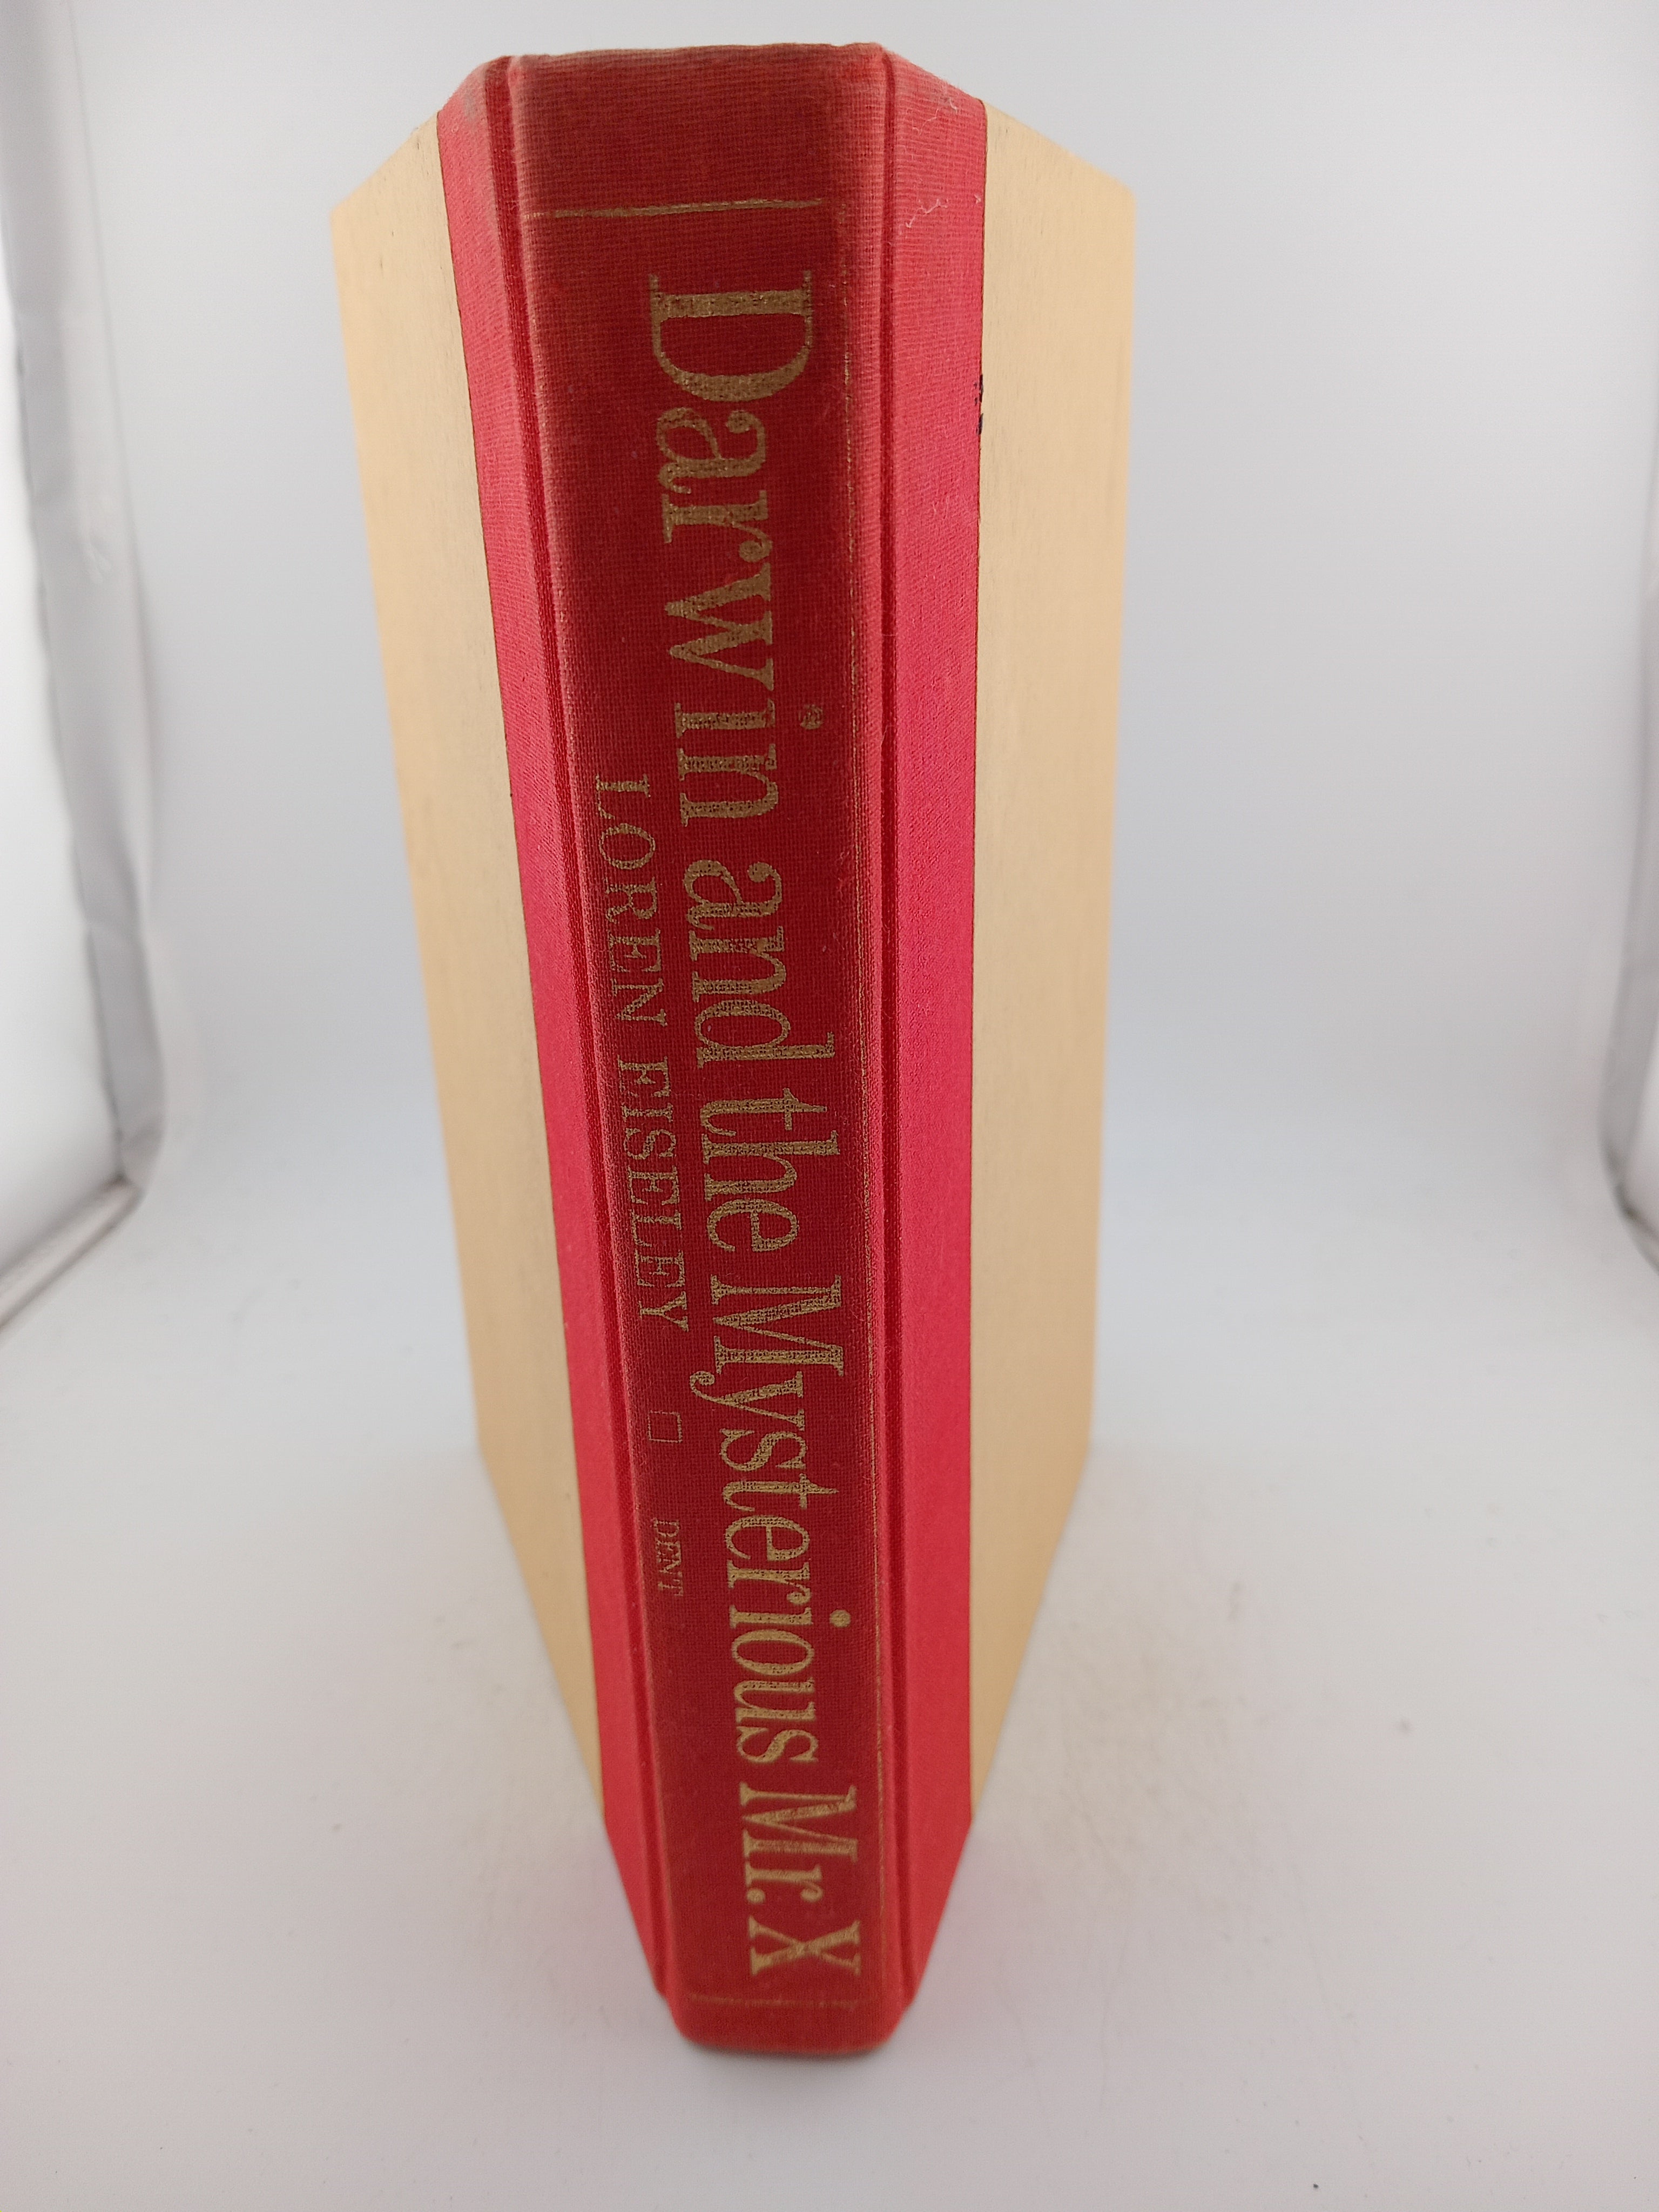 Darwin and the Mysterious Mr. X
LOREN EISELEY DENT